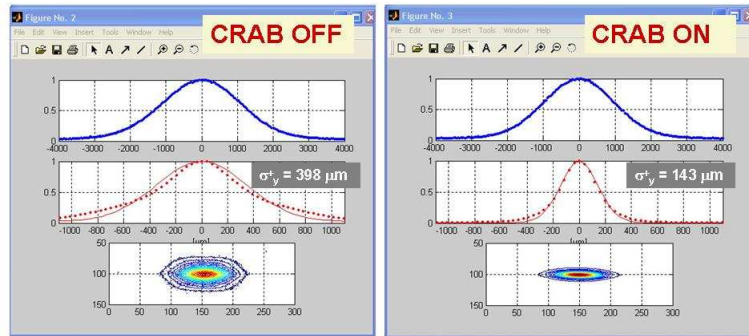 Figure No. 2
CRAB OFF
File Edit View Insert Tools Window Help
1
0.5
0
-4000 -3000 -2000 -1000 0 1000 2000 3000 4000
1
0.5
0
σ⁺y = 398 μm
-1000 -800 -600 -400 -200 0 200 400 600 800 1000
[μm]
50
100
150
0 50 100 150 200 250 300
Figure No. 3
CRAB ON
File Edit View Insert Tools Window Help
1
0.5
0
-4000 -3000 -2000 -1000 0 1000 2000 3000 4000
1
0.5
0
σ⁺y = 143 μm
-1000 -800 -600 -400 -200 0 200 400 600 800 1000
[μm]
50
100
150
0 50 100 150 200 250 300